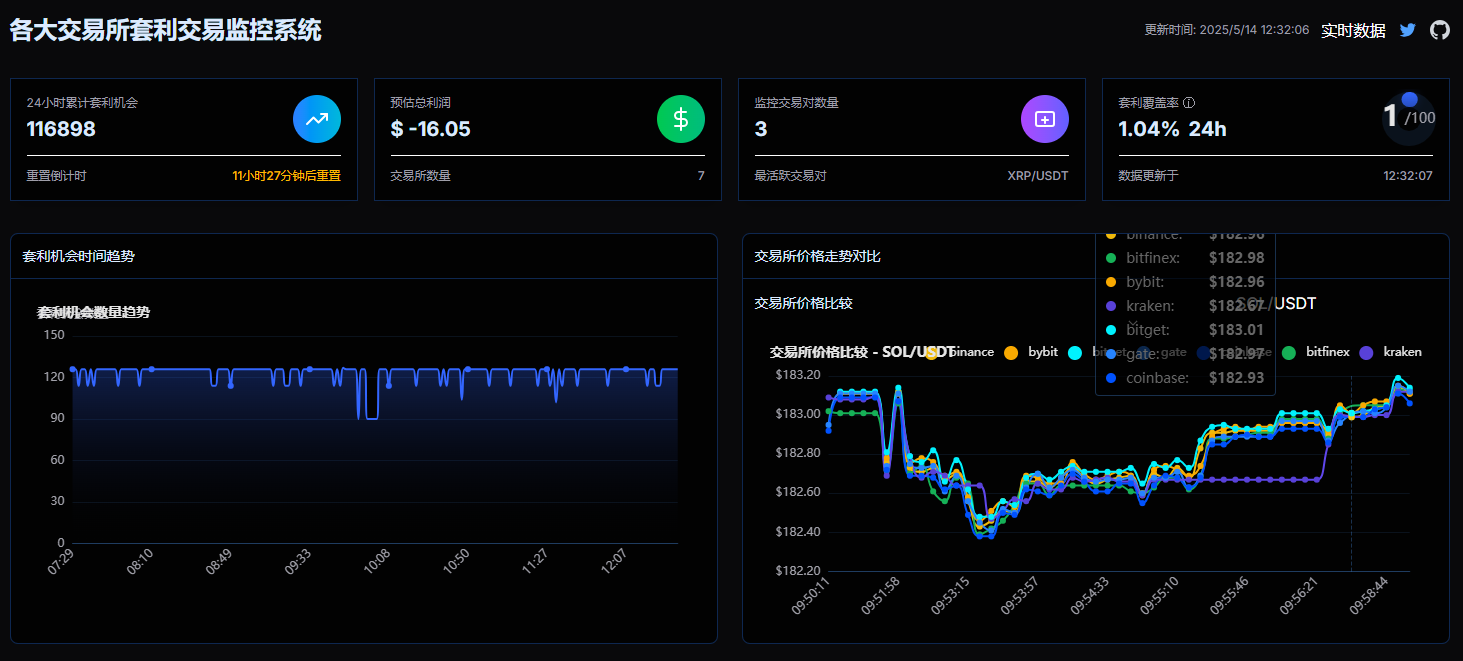 各大交易所套利交易监控系统
更新时间: 2025/5/14 12:32:06 实时数据
24小时累计套利机会
116898
重置倒计时 11小时27分钟后重置
预估总利润
$ -16.05
交易所数量 7
监控交易对数量
3
最活跃交易对 XRP/USDT
套利覆盖率
1.04% 24h
1 /100
数据更新于 12:32:07
套利机会时间趋势
套利机会数量趋势
150
120
90
60
30
0
07:29 08:10 08:49 09:33 10:08 10:50 11:27 12:07
交易所价格走势对比
交易所价格比较
SOL/USDT
交易所价格比较 - SOL/USDT
binance bybit bitget gate coinbase bitfinex kraken
binance: $182.96
bitfinex: $182.98
bybit: $182.96
kraken: $182.67
bitget: $183.01
gate: $182.97
coinbase: $182.93
$183.20
$183.00
$182.80
$182.60
$182.40
$182.20
09:50:11 09:51:58 09:53:15 09:53:57 09:54:33 09:55:10 09:55:46 09:56:21 09:58:44